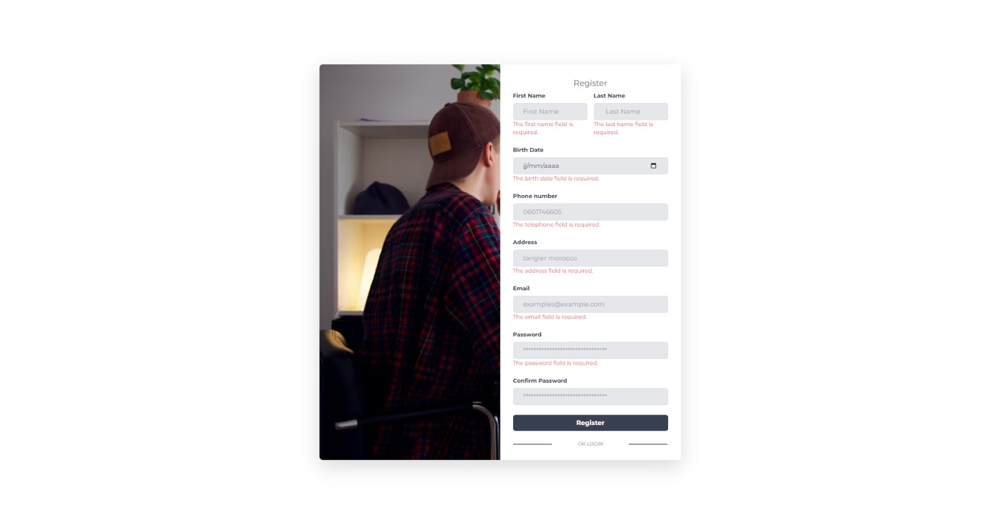 Register
First Name
Last Name
First Name
Last Name
The first name field is
required.
The last name field is
required.
Birth Date
jj/mm/aaaa
The birth date field is required.
Phone number
0601746605
The telephone field is required.
Address
tangier morocco
The address field is required.
Email
examples@example.com
The email field is required.
Password
********************************
The password field is required.
Confirm Password
********************************
Register
OR LOGIN